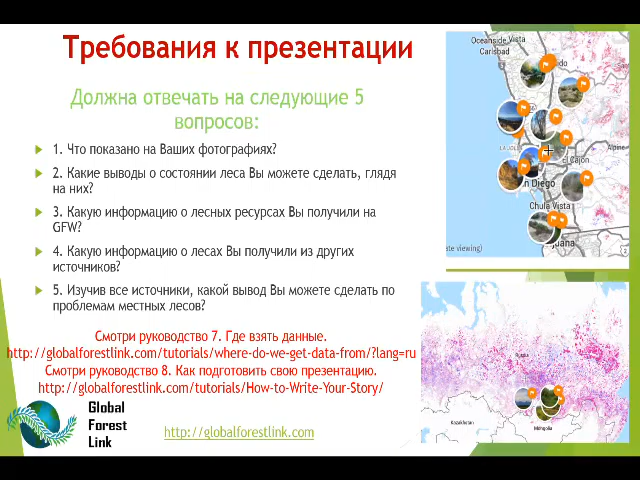 Требования к презентации
Должна отвечать на следующие 5
вопросов:
1. Что показано на Ваших фотографиях?
2. Какие выводы о состоянии леса Вы можете сделать, глядя
на них?
3. Какую информацию о лесных ресурсах Вы получили на
GFW?
4. Какую информацию о лесах Вы получили из других
источников?
5. Изучив все источники, какой вывод Вы можете сделать по
проблемам местных лесов?
Смотри руководство 7. Где взять данные.
http://globalforestlink.com/tutorials/where-do-we-get-data-from/?lang=ru
Смотри руководство 8. Как подготовить свою презентацию.
http://globalforestlink.com/tutorials/How-to-Write-Your-Story/
Global
Forest
Link
http://globalforestlink.com
Oceanside Vista
Carlsbad
El Cajon
Alpine
Chula Vista
Russia
Kazakhstan
Mongolia